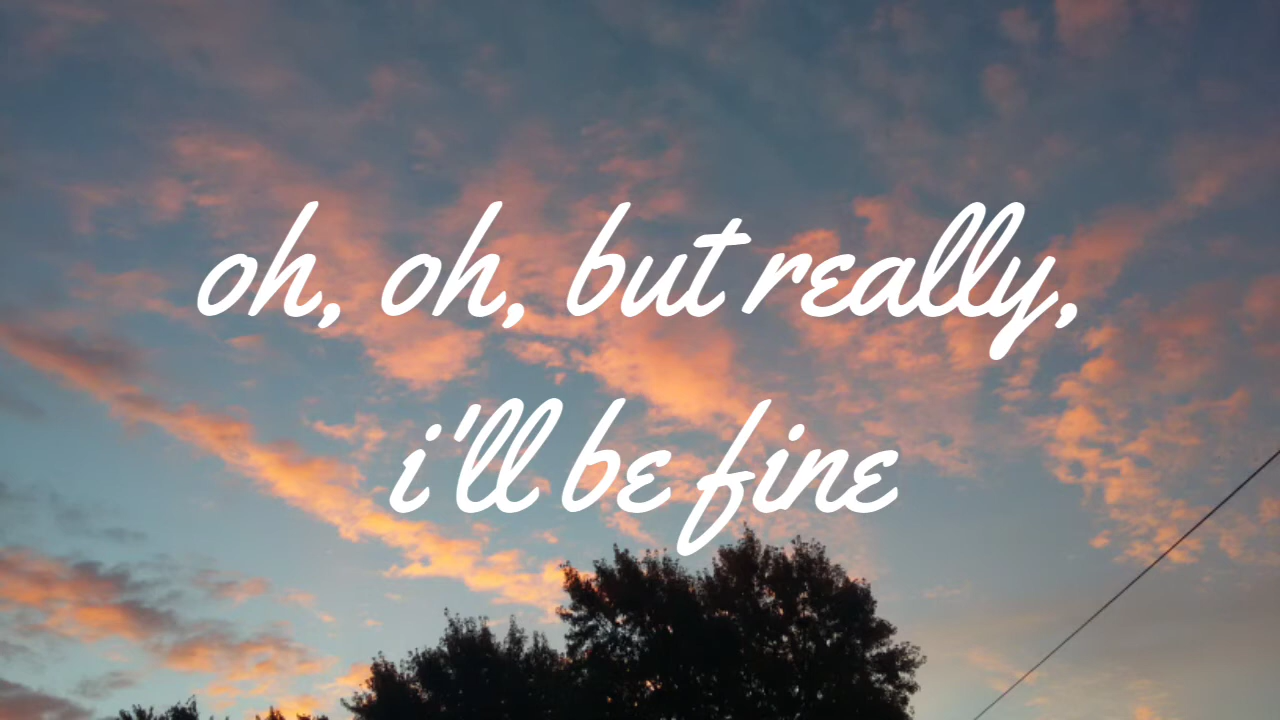 oh, oh, but really,
i'll be fine